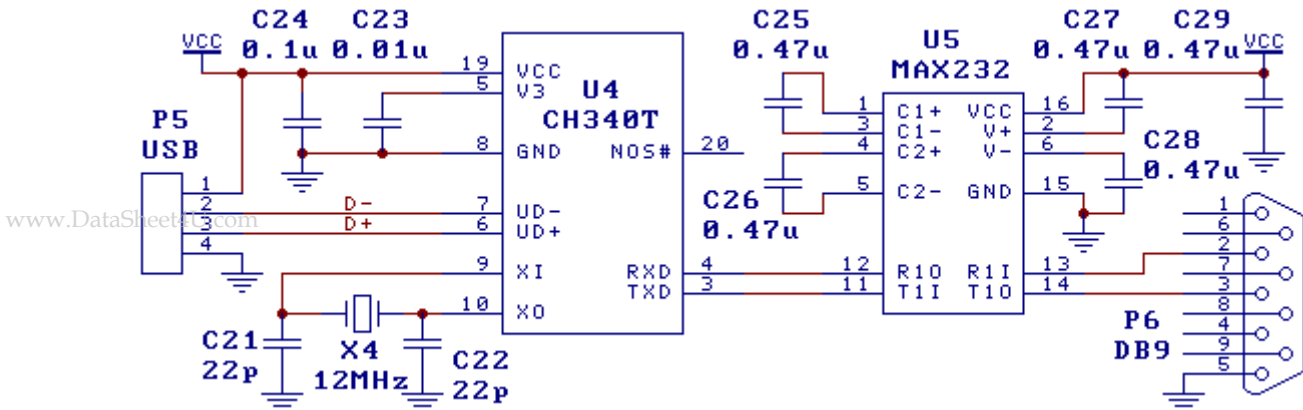 C24 C23
0.1u 0.01u
VCC
C25
0.47u
U5
MAX232
C27 C29
0.47u 0.47u
VCC
19 VCC
5 V3
U4
CH340T
8 GND
NOS# 20
P5
USB
1
2
3
4
D-
D+
7 UD-
6 UD+
9 XI
10 XO
RXD 4
TXD 3
C21
22p
X4
12MHz
C22
22p
1 C1+
3 C1-
4 C2+
5 C2-
VCC 16
V+ 2
V- 6
GND 15
C26
0.47u
C28
0.47u
12 R1O
11 T1I
R1I 13
T1O 14
P6
DB9
1
6
2
7
3
8
4
9
5